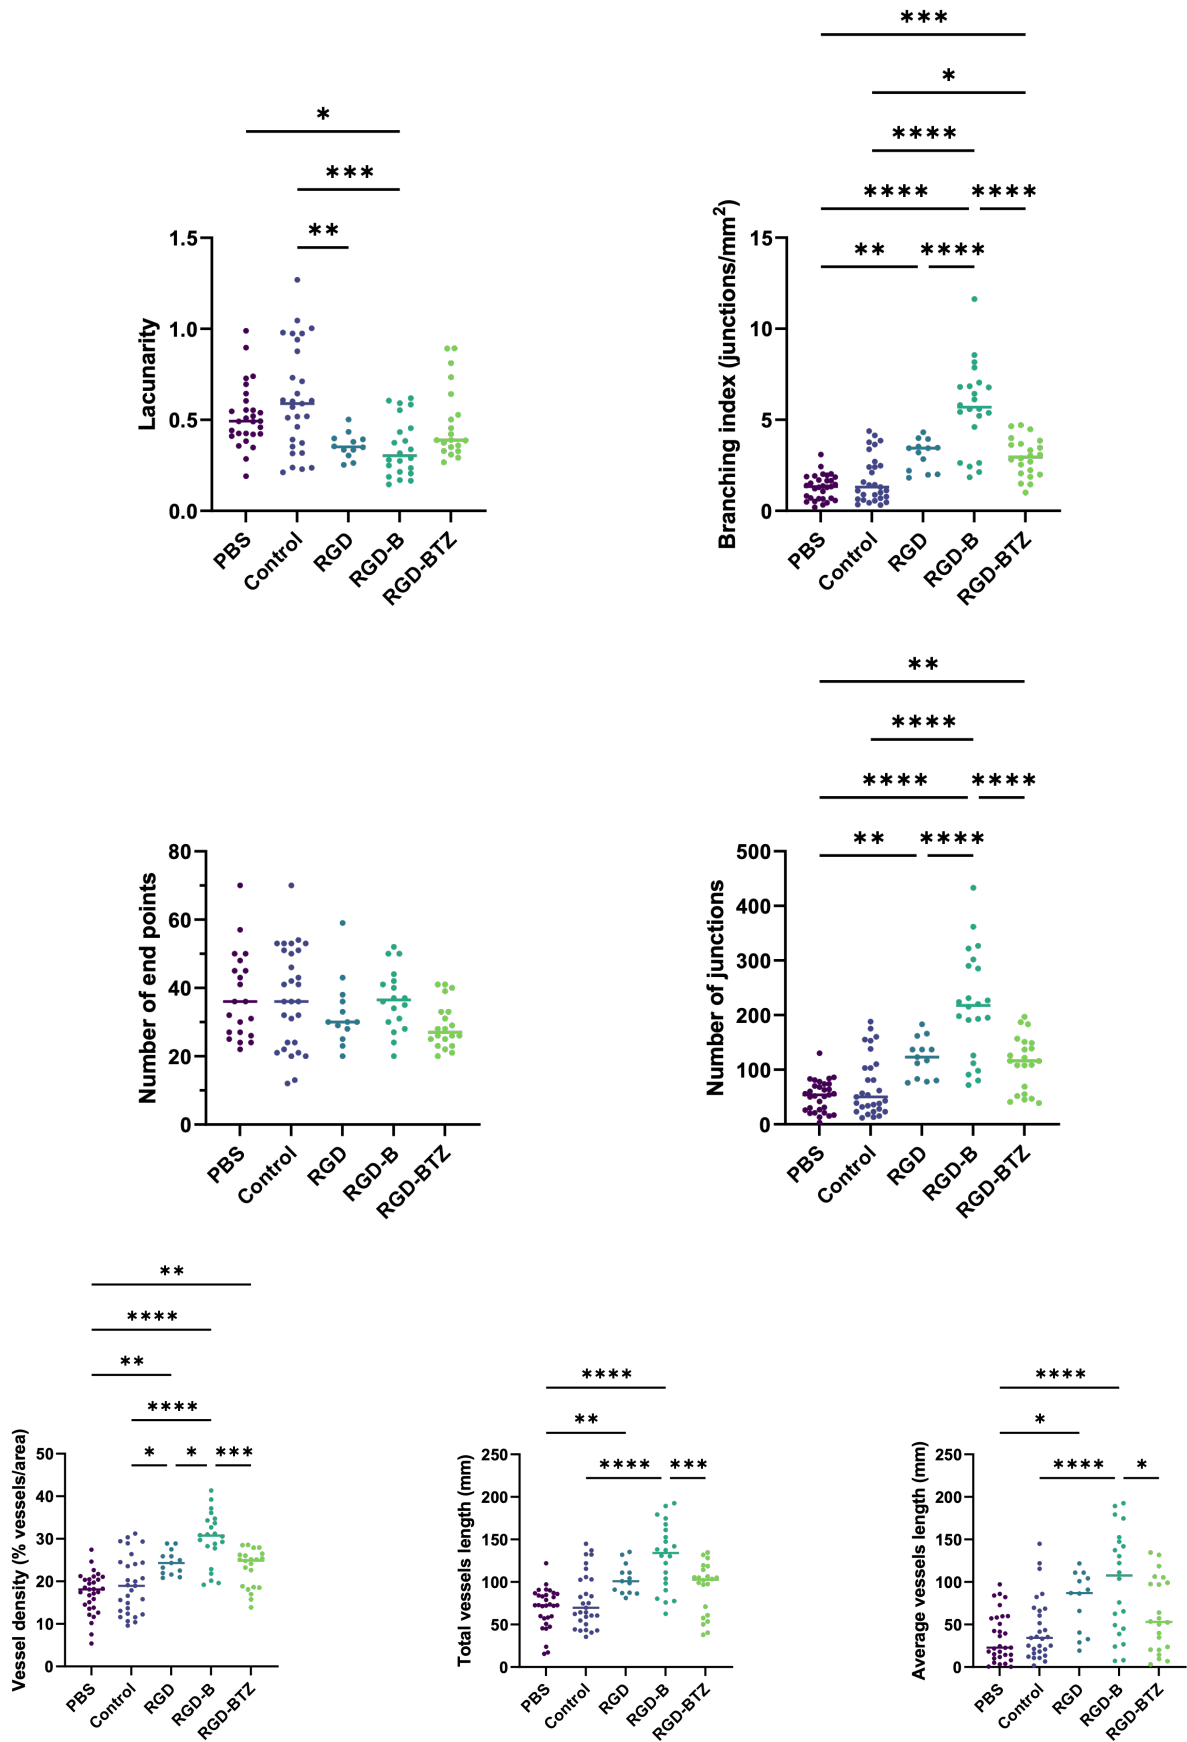 ***
*
*
****
***
**** ****
**
** ****
Lacunarity
1.5
1.0
0.5
0.0
PBS
Control
RGD
RGD-B
RGD-BTZ
Branching index (junctions/mm²)
15
10
5
0
PBS
Control
RGD
RGD-B
RGD-BTZ
**
****
**** ****
** ****
Number of end points
80
60
40
20
0
PBS
Control
RGD
RGD-B
RGD-BTZ
Number of junctions
500
400
300
200
100
0
PBS
Control
RGD
RGD-B
RGD-BTZ
**
****
**
****
* * ***
Vessel density (% vessels/area)
50
40
30
20
10
0
PBS
Control
RGD
RGD-B
RGD-BTZ
****
**
**** ***
Total vessels length (mm)
250
200
150
100
50
0
PBS
Control
RGD
RGD-B
RGD-BTZ
****
*
**** *
Average vessels length (mm)
250
200
150
100
50
0
PBS
Control
RGD
RGD-B
RGD-BTZ